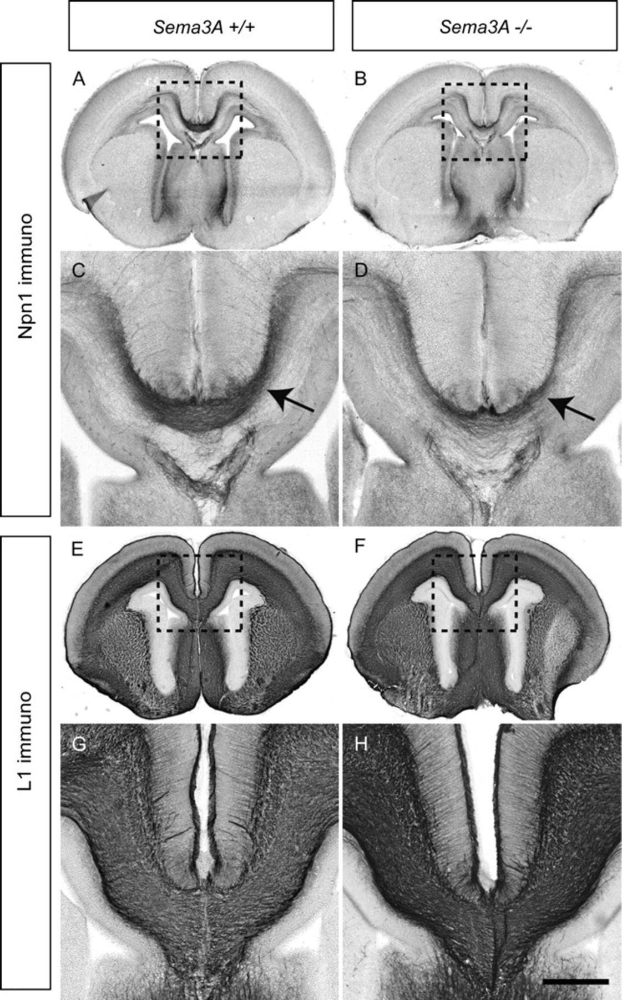 Sema3A +/+
Sema3A -/-
Npn1 immuno
A
B
C
D
L1 immuno
E
F
G
H